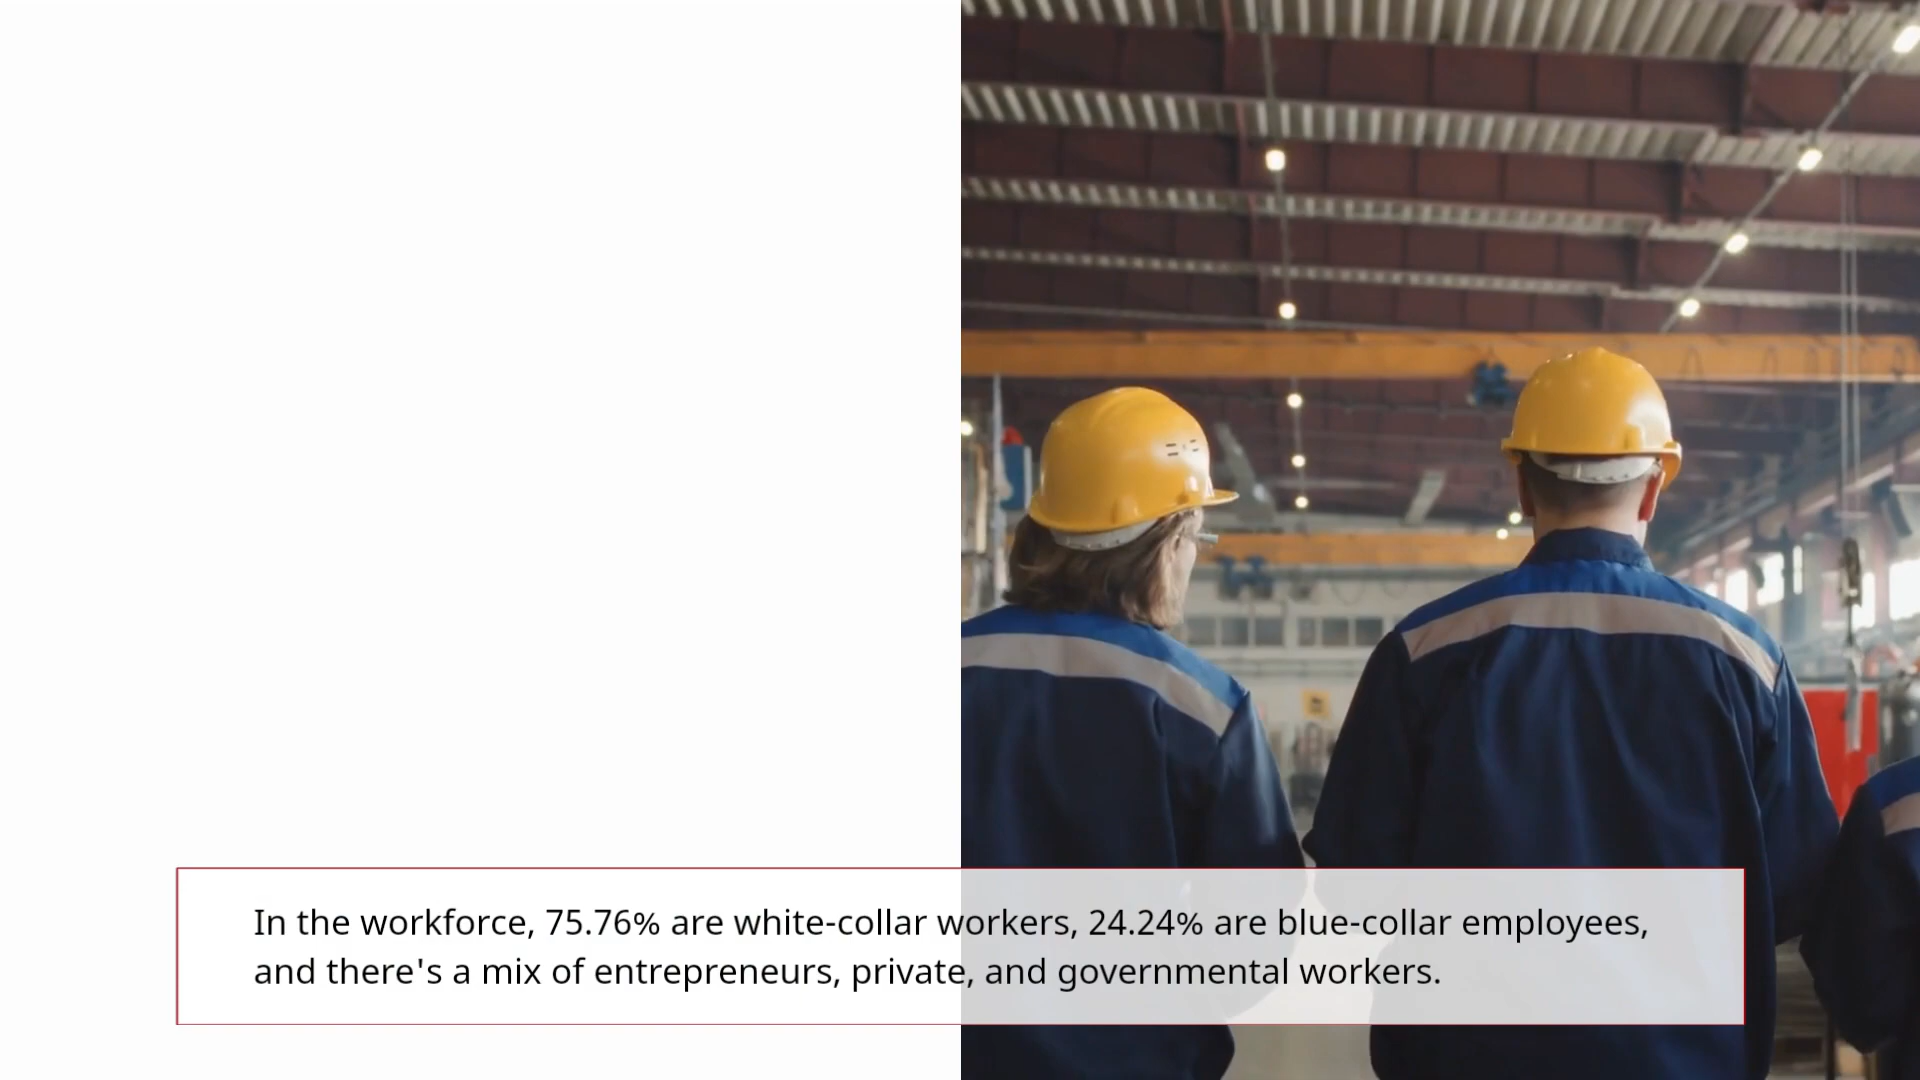 In the workforce, 75.76% are white-collar workers, 24.24% are blue-collar employees,
and there's a mix of entrepreneurs, private, and governmental workers.